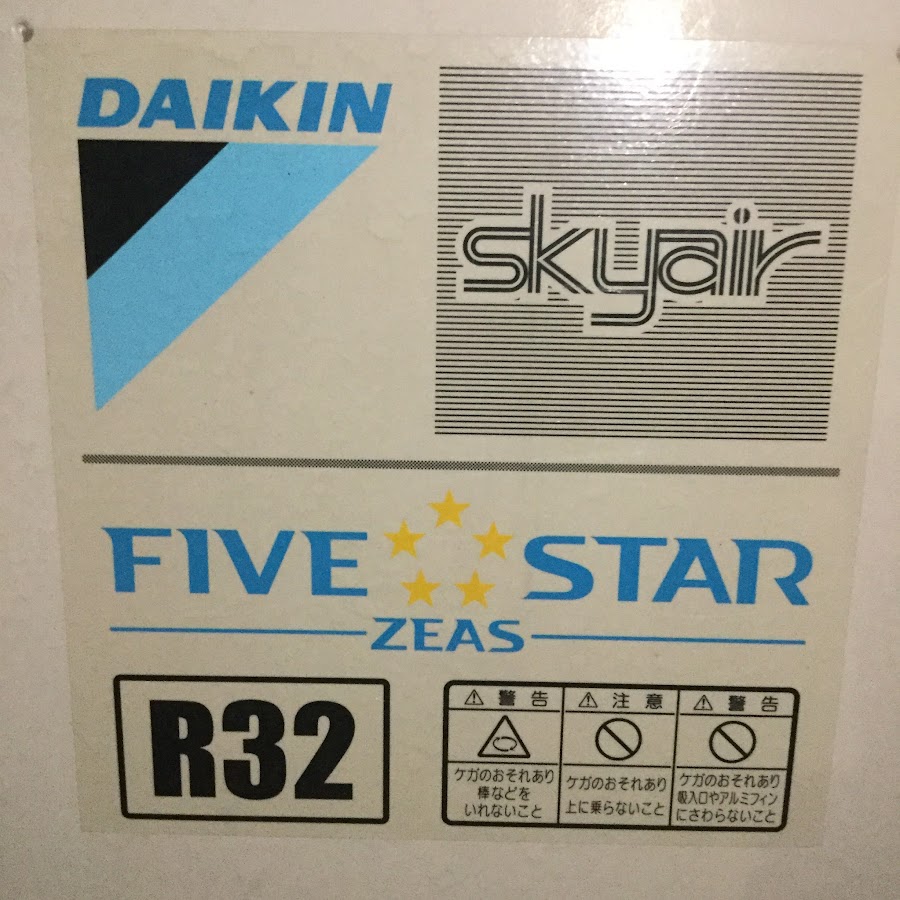 DAIKIN
skyair
FIVE STAR
ZEAS
R32
⚠ 警告
ケガのおそれあり
棒などを
いれないこと
⚠ 注意
ケガのおそれあり
上に乗らないこと
⚠ 警告
ケガのおそれあり
吸入口やアルミフィン
にさわらないこと